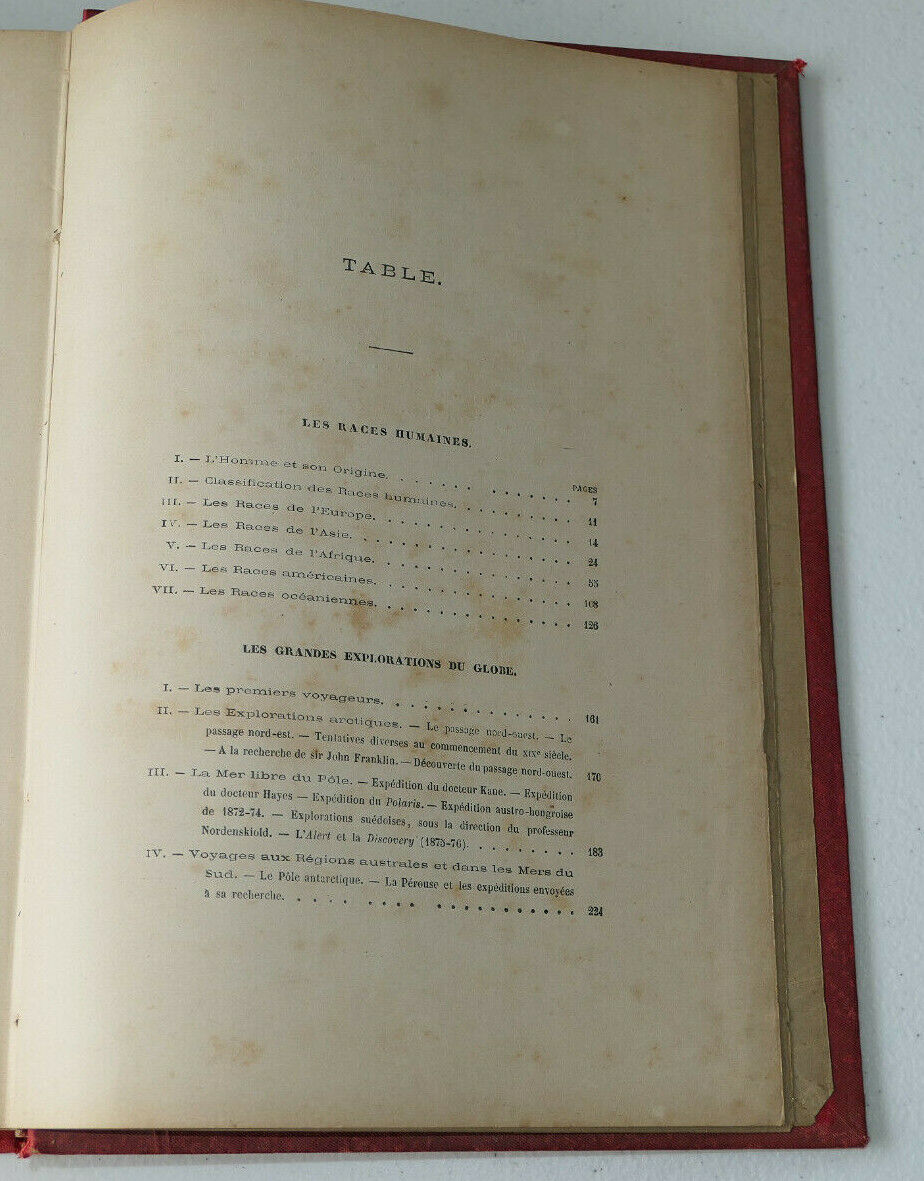 TABLE.
LES RACES HUMAINES.
PAGES
I. — L'Homme et son Origine. . . . . . . . . . . . . . 7
II. — Classification des Races humaines. . . . . . . . . . 11
III. — Les Races de l'Europe. . . . . . . . . . . . . . . 14
IV. — Les Races de l'Asie. . . . . . . . . . . . . . . . 24
V. — Les Races de l'Afrique. . . . . . . . . . . . . . . 55
VI. — Les Races américaines. . . . . . . . . . . . . . . 108
VII. — Les Races océaniennes. . . . . . . . . . . . . . . 126
LES GRANDES EXPLORATIONS DU GLOBE.
I. — Les premiers voyageurs. . . . . . . . . . . . . . . 161
II. — Les Explorations arctiques. — Le passage nord-ouest. — Le
passage nord-est. — Tentatives diverses au commencement du XIXe siècle.
— A la recherche de sir John Franklin. — Découverte du passage nord-ouest. 170
III. — La Mer libre du Pôle. — Expédition du docteur Kane. — Expédition
du docteur Hayes — Expédition du Polaris. — Expédition austro-hongroise
de 1872-74. — Explorations suédoises, sous la direction du professeur
Nordenskiold. — L'Alert et la Discovery (1875-76). . . . . . . . . 183
IV. — Voyages aux Régions australes et dans les Mers du
Sud. — Le Pôle antarctique. — La Pérouse et les expéditions envoyées
à sa recherche. . . . . . . . . . . . . . . . . . . . 224